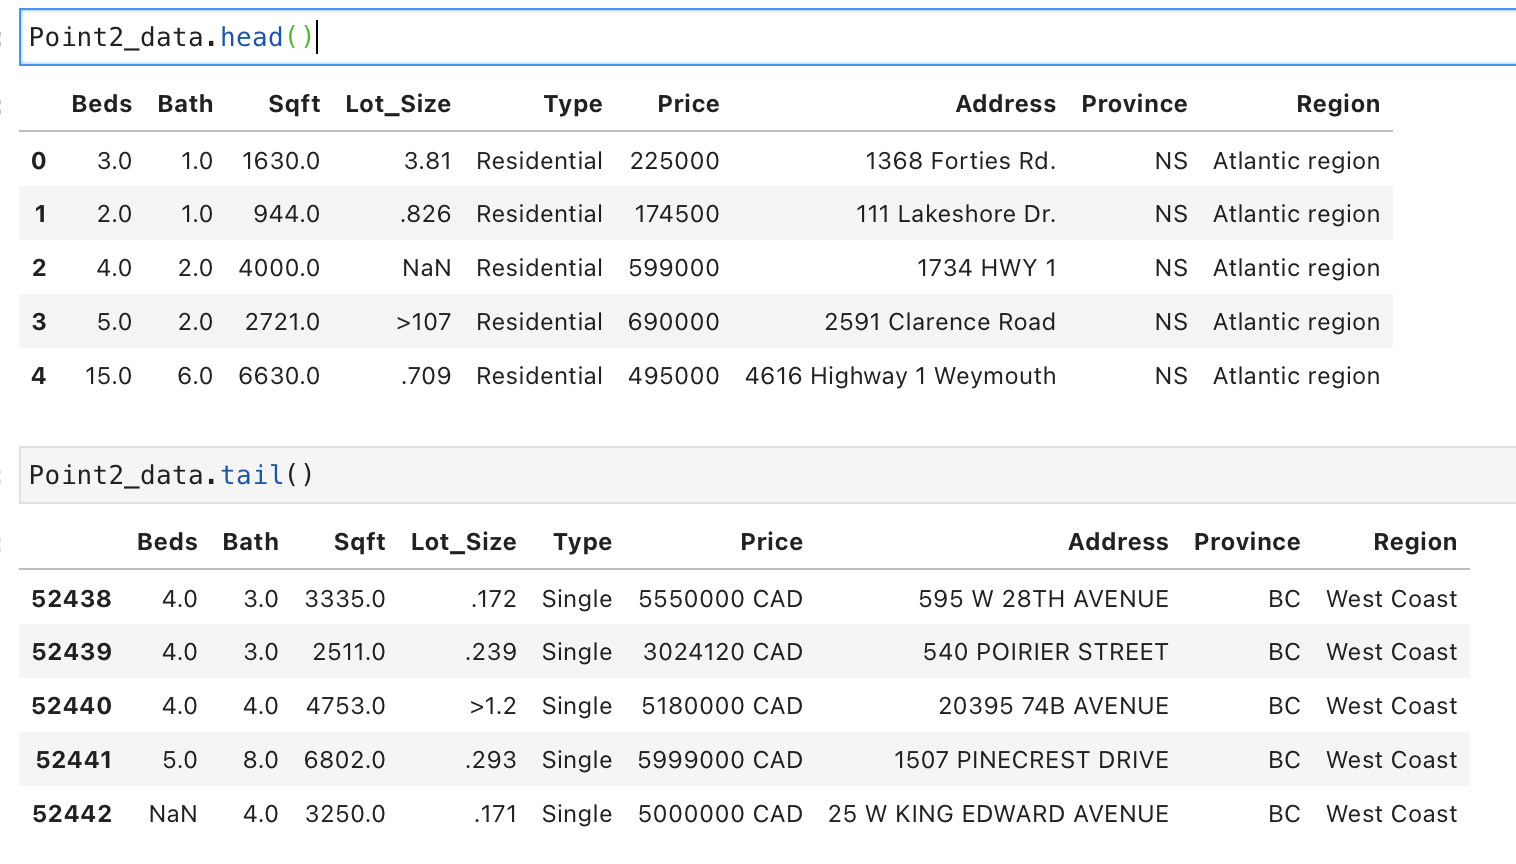 Point2_data.head()
Beds Bath Sqft Lot_Size Type Price Address Province Region
0 3.0 1.0 1630.0 3.81 Residential 225000 1368 Forties Rd. NS Atlantic region
1 2.0 1.0 944.0 .826 Residential 174500 111 Lakeshore Dr. NS Atlantic region
2 4.0 2.0 4000.0 NaN Residential 599000 1734 HWY 1 NS Atlantic region
3 5.0 2.0 2721.0 >107 Residential 690000 2591 Clarence Road NS Atlantic region
4 15.0 6.0 6630.0 .709 Residential 495000 4616 Highway 1 Weymouth NS Atlantic region
Point2_data.tail()
Beds Bath Sqft Lot_Size Type Price Address Province Region
52438 4.0 3.0 3335.0 .172 Single 5550000 CAD 595 W 28TH AVENUE BC West Coast
52439 4.0 3.0 2511.0 .239 Single 3024120 CAD 540 POIRIER STREET BC West Coast
52440 4.0 4.0 4753.0 >1.2 Single 5180000 CAD 20395 74B AVENUE BC West Coast
52441 5.0 8.0 6802.0 .293 Single 5999000 CAD 1507 PINECREST DRIVE BC West Coast
52442 NaN 4.0 3250.0 .171 Single 5000000 CAD 25 W KING EDWARD AVENUE BC West Coast